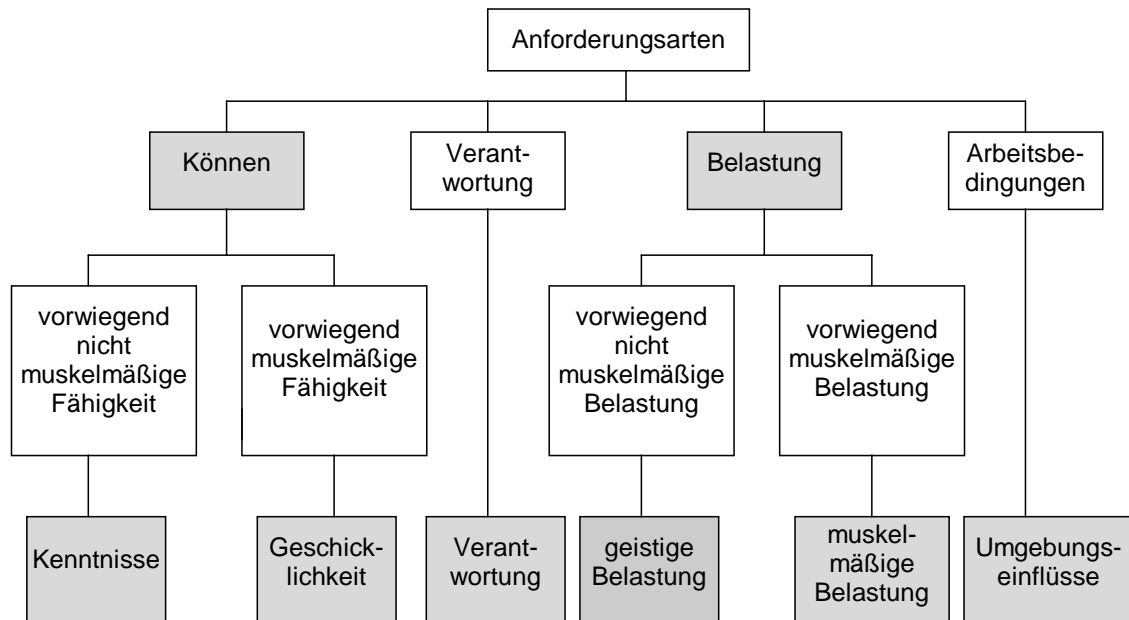 Anforderungsarten
Können
Verant-
wortung
Belastung
Arbeitsbe-
dingungen
vorwiegend
nicht
muskelmäßige
Fähigkeit
vorwiegend
muskelmäßige
Fähigkeit
vorwiegend
nicht
muskelmäßige
Belastung
vorwiegend
muskelmäßige
Belastung
Kenntnisse
Geschick-
lichkeit
Verant-
wortung
geistige
Belastung
muskel-
mäßige
Belastung
Umgebungs-
einflüsse